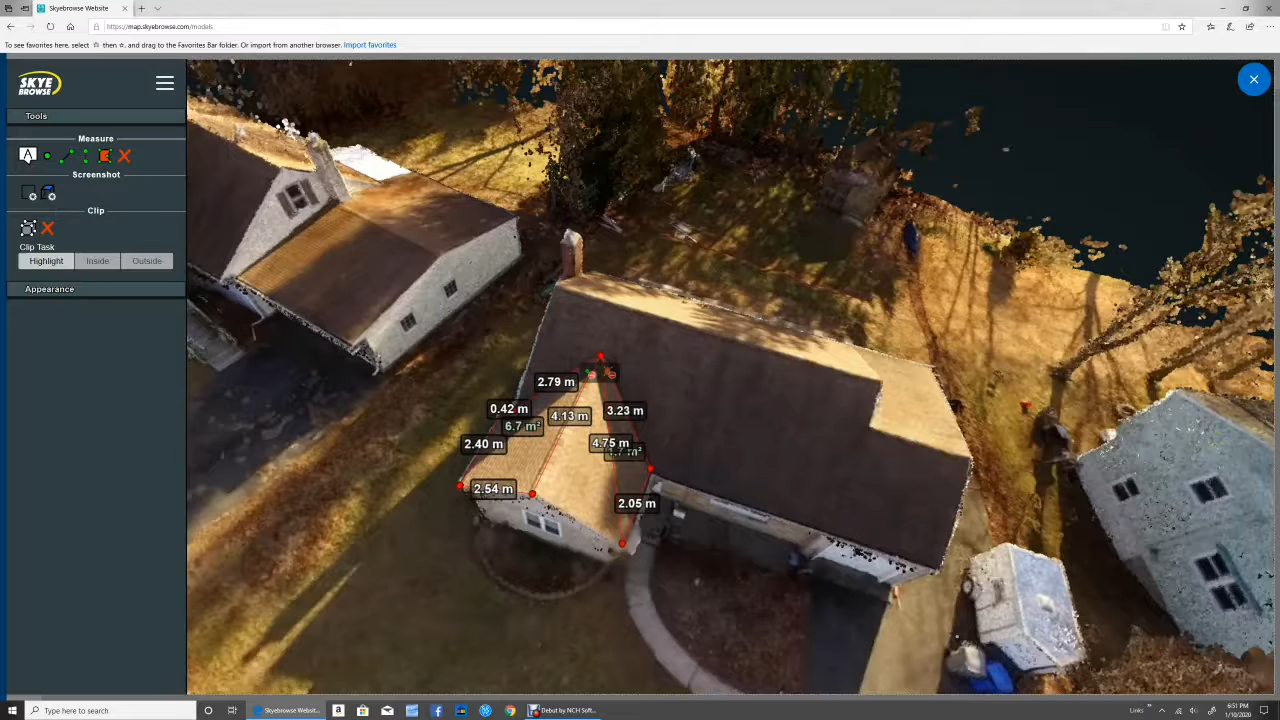 Skyebrowse Website
https://map.skyebrowse.com/models
To see favorites here, select ☆ then ☆, and drag to the Favorites Bar folder. Or import from another browser. Import favorites
SKYE
BROWSE
Tools
Measure
A
Screenshot
Clip
Clip Task
Highlight Inside Outside
Appearance
2.79 m
0.42 m
4.13 m
3.23 m
6.7 m²
2.40 m
4.75 m
2.54 m
2.05 m
Type here to search
Skyebrowse Websit...
Debut by NCH Soft...
Links
6:51 PM
1/10/2020